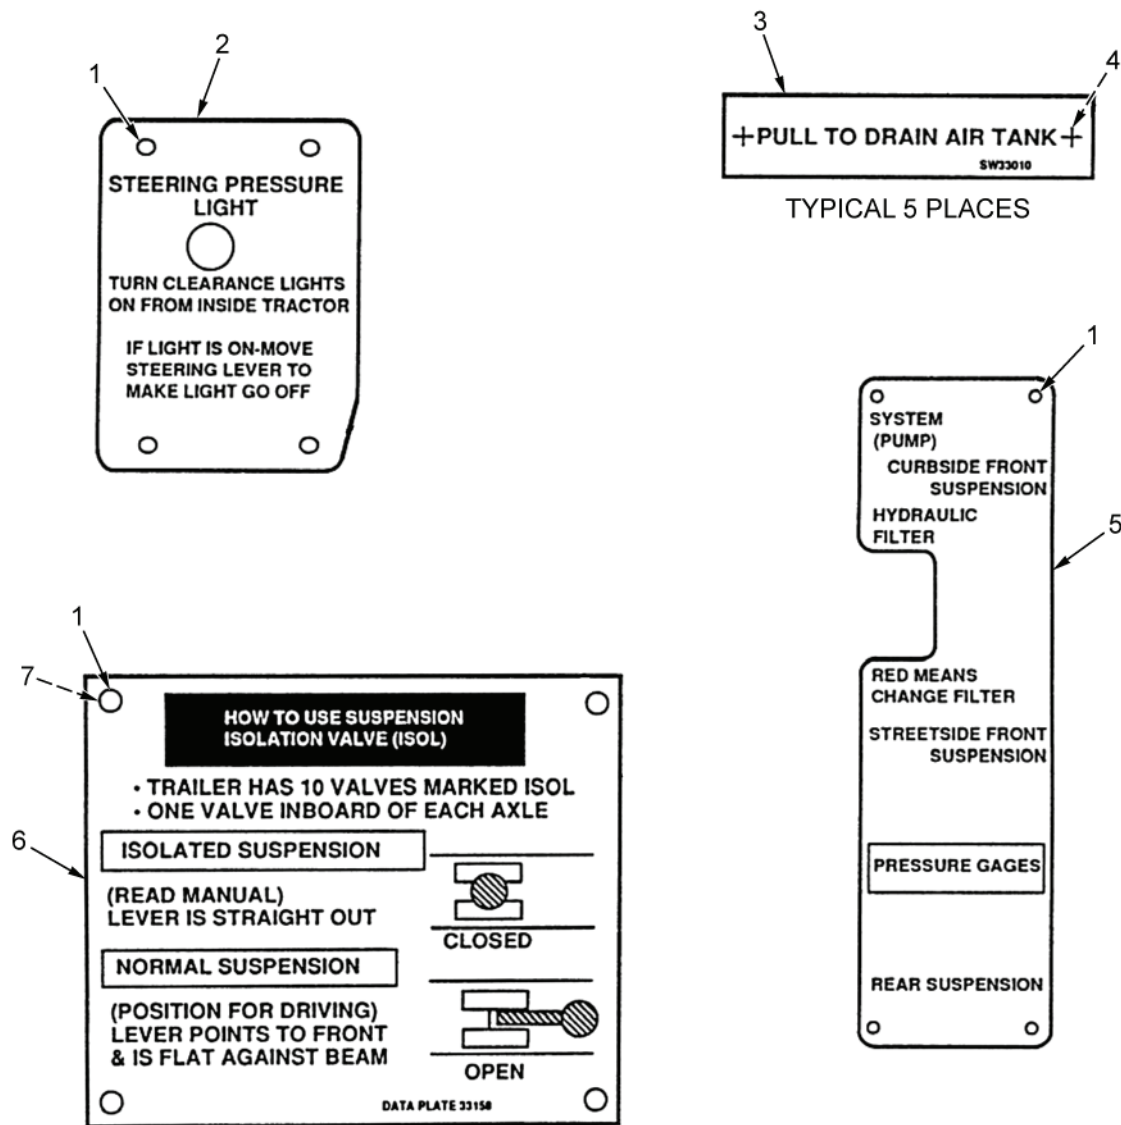 1
2
STEERING PRESSURE
LIGHT
TURN CLEARANCE LIGHTS
ON FROM INSIDE TRACTOR
IF LIGHT IS ON-MOVE
STEERING LEVER TO
MAKE LIGHT GO OFF
3
4
PULL TO DRAIN AIR TANK
SW33010
TYPICAL 5 PLACES
1
5
SYSTEM
(PUMP)
CURBSIDE FRONT
SUSPENSION
HYDRAULIC
FILTER
RED MEANS
CHANGE FILTER
STREETSIDE FRONT
SUSPENSION
PRESSURE GAGES
REAR SUSPENSION
1
7
6
HOW TO USE SUSPENSION
ISOLATION VALVE (ISOL)
• TRAILER HAS 10 VALVES MARKED ISOL
• ONE VALVE INBOARD OF EACH AXLE
ISOLATED SUSPENSION
(READ MANUAL)
LEVER IS STRAIGHT OUT
CLOSED
NORMAL SUSPENSION
(POSITION FOR DRIVING)
LEVER POINTS TO FRONT
& IS FLAT AGAINST BEAM
OPEN
DATA PLATE 33158